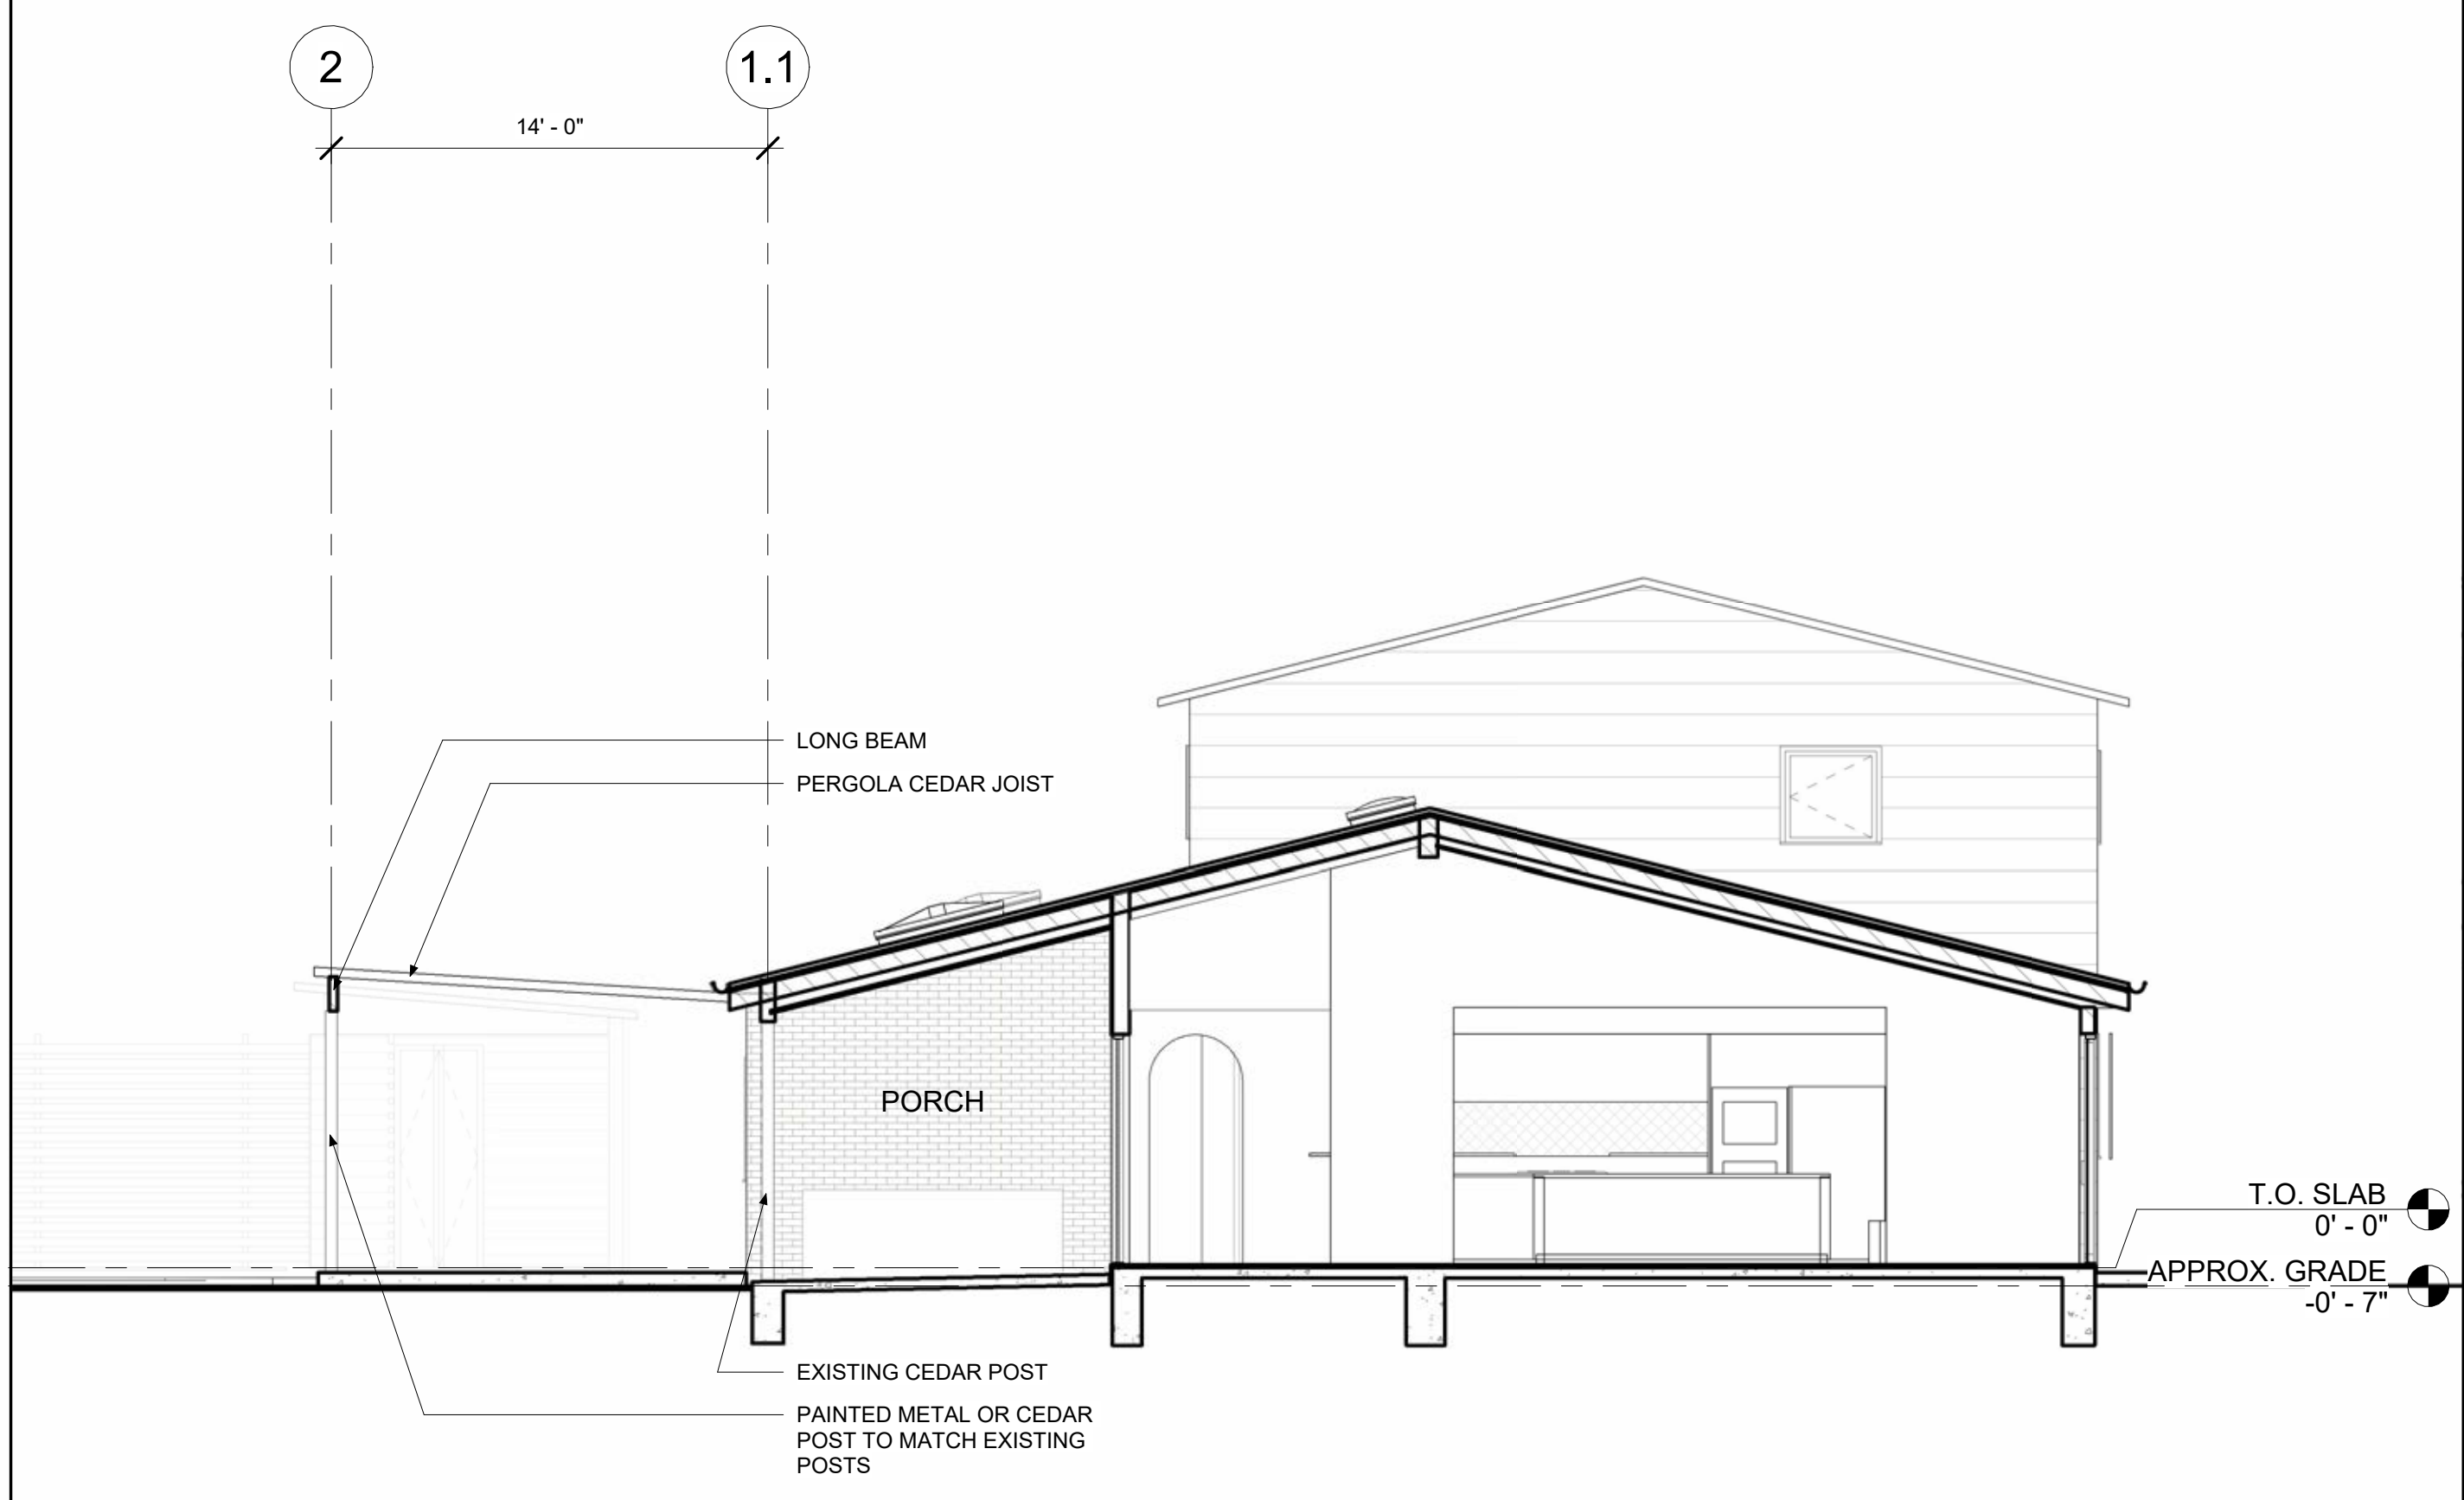 2
1.1
14' - 0"
LONG BEAM
PERGOLA CEDAR JOIST
PORCH
T.O. SLAB
0' - 0"
APPROX. GRADE
-0' - 7"
EXISTING CEDAR POST
PAINTED METAL OR CEDAR
POST TO MATCH EXISTING
POSTS